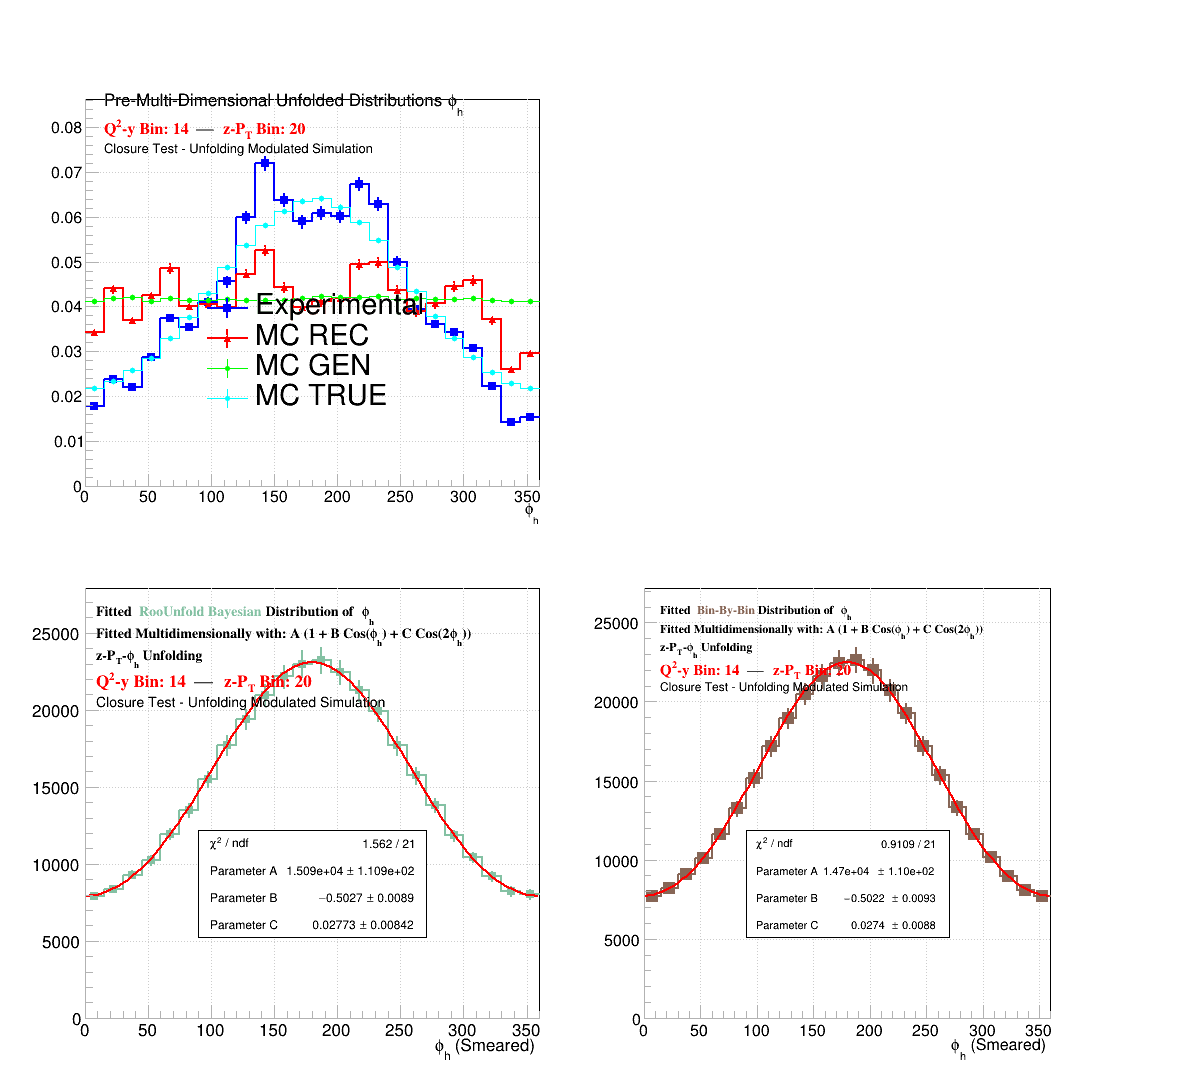 Pre-Multi-Dimensional Unfolded Distributions ϕh
Q²-y Bin: 14 — z-PT Bin: 20
Closure Test - Unfolding Modulated Simulation
0.08
0.07
0.06
0.05
0.04
0.03
0.02
0.01
0
Experimental
MC REC
MC GEN
MC TRUE
0 50 100 150 200 250 300 350
ϕh
Fitted RooUnfold Bayesian Distribution of ϕh
Fitted Multidimensionally with: A (1 + B Cos(ϕh) + C Cos(2ϕh))
z-PT-ϕh Unfolding
Q²-y Bin: 14 — z-PT Bin: 20
Closure Test - Unfolding Modulated Simulation
25000
20000
15000
10000
5000
0
χ² / ndf 1.562 / 21
Parameter A 1.509e+04 ± 1.109e+02
Parameter B −0.5027 ± 0.0089
Parameter C 0.02773 ± 0.00842
0 50 100 150 200 250 300 350
ϕh (Smeared)
Fitted Bin-By-Bin Distribution of ϕh
Fitted Multidimensionally with: A (1 + B Cos(ϕh) + C Cos(2ϕh))
z-PT-ϕh Unfolding
Q²-y Bin: 14 — z-PT Bin: 20
Closure Test - Unfolding Modulated Simulation
25000
20000
15000
10000
5000
0
χ² / ndf 0.9109 / 21
Parameter A 1.47e+04 ± 1.10e+02
Parameter B −0.5022 ± 0.0093
Parameter C 0.0274 ± 0.0088
0 50 100 150 200 250 300 350
ϕh (Smeared)